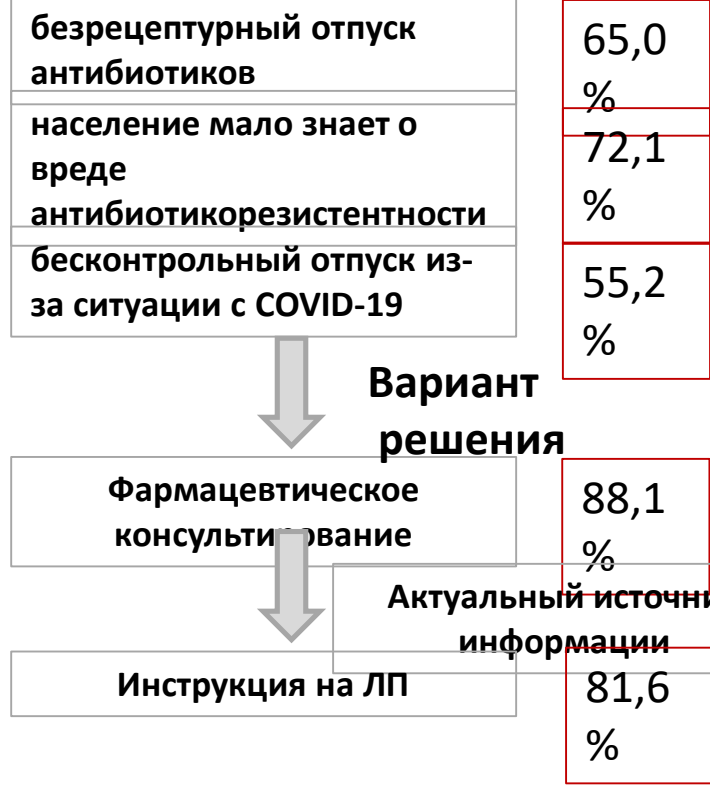 безрецептурный отпуск
антибиотиков
65,0
%
население мало знает о
вреде
антибиотикорезистентности
72,1
%
бесконтрольный отпуск из-
за ситуации с COVID-19
55,2
%
Вариант
решения
Фармацевтическое
консультирование
88,1
%
Актуальный источни
информации
Инструкция на ЛП
81,6
%